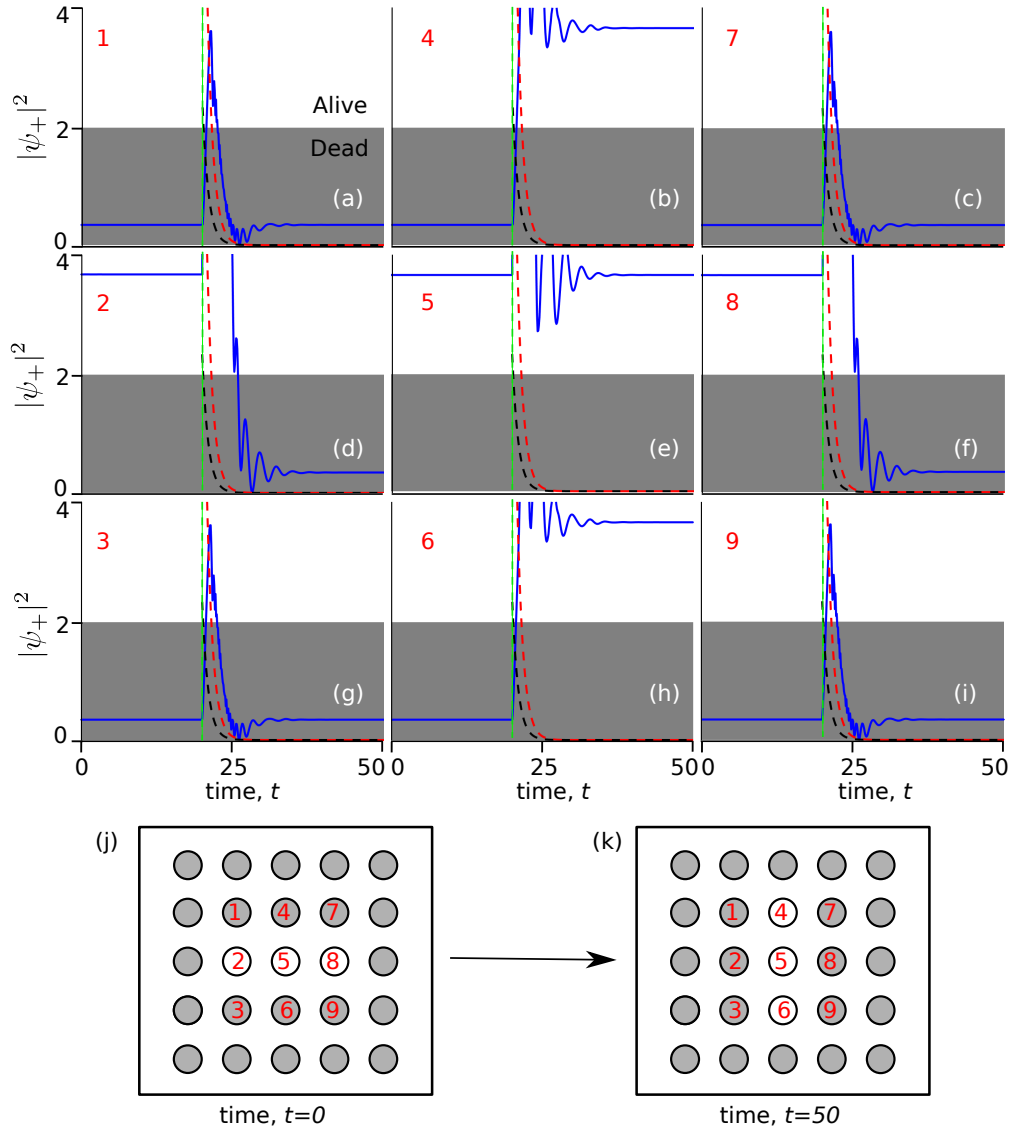 4 1 4 7
|ψ₊|² Alive
2 Dead
(a) (b) (c)
0
4 2 5 8
|ψ₊|²
2
(d) (e) (f)
0
4 3 6 9
|ψ₊|²
2
(g) (h) (i)
0
0 25 50 0 25 50 0 25 50
time, t time, t time, t
(j) (k)
1 4 7 1 4 7
2 5 8 2 5 8
3 6 9 3 6 9
time, t=0 time, t=50